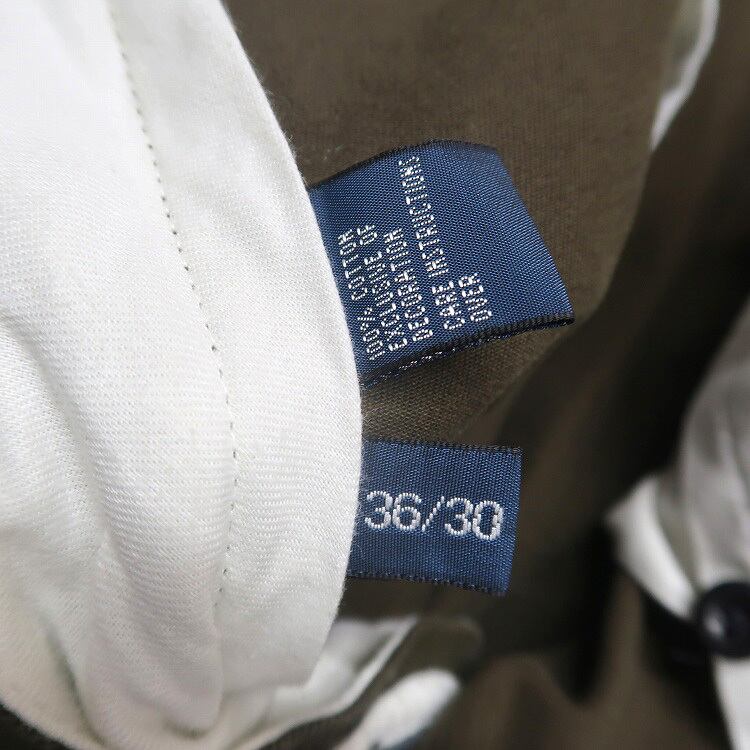 100% COTTON
EXCLUSIVE OF
DECORATION
CARE INSTRUCTIONS
OVER
36/30